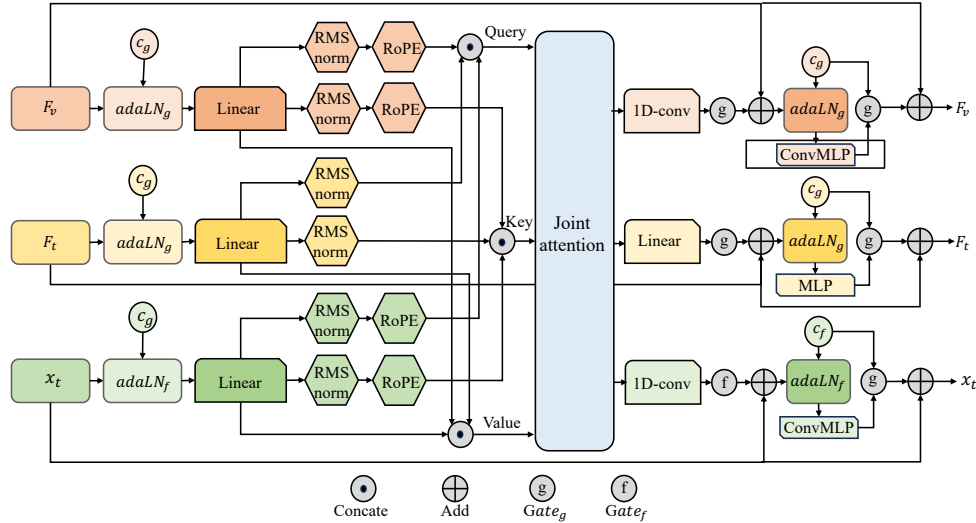 F_v
c_g
adaLN_g
Linear
RMS
norm
RoPE
RMS
norm
RoPE
Query
1D-conv
g
c_g
adaLN_g
ConvMLP
g
F_v
F_t
c_g
adaLN_g
Linear
RMS
norm
RMS
norm
Key
Joint
attention
Linear
g
c_g
adaLN_g
MLP
g
F_t
x_t
c_g
adaLN_f
Linear
RMS
norm
RoPE
RMS
norm
RoPE
Value
1D-conv
f
c_f
adaLN_f
ConvMLP
g
x_t
Concate
Add
g
Gate_g
f
Gate_f